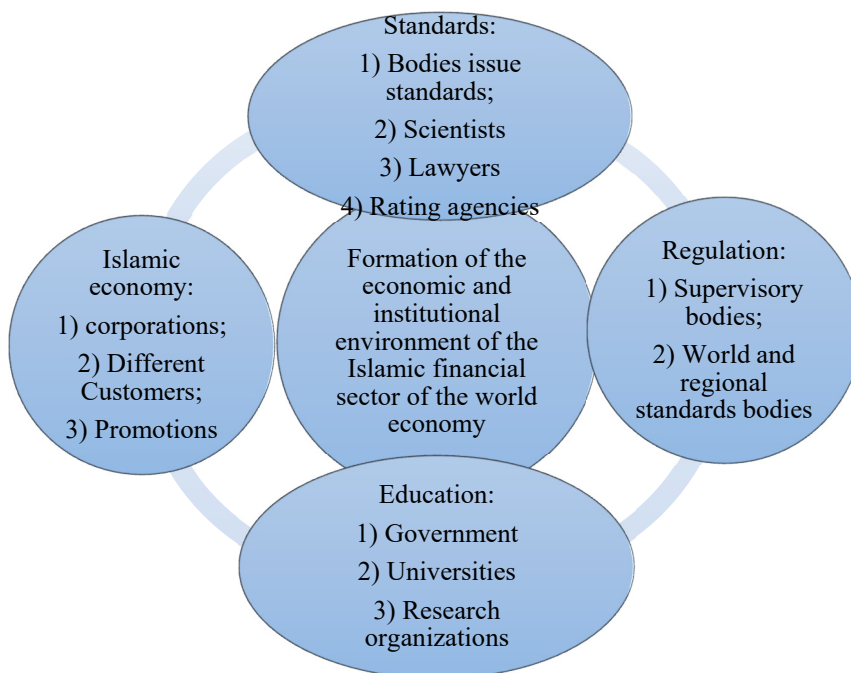 Standards:
1) Bodies issue
standards;
2) Scientists
3) Lawyers
4) Rating agencies
Islamic
economy:
1) corporations;
2) Different
Customers;
3) Promotions
Formation of the
economic and
institutional
environment of the
Islamic financial
sector of the world
economy
Regulation:
1) Supervisory
bodies;
2) World and
regional
standards bodies
Education:
1) Government
2) Universities
3) Research
organizations